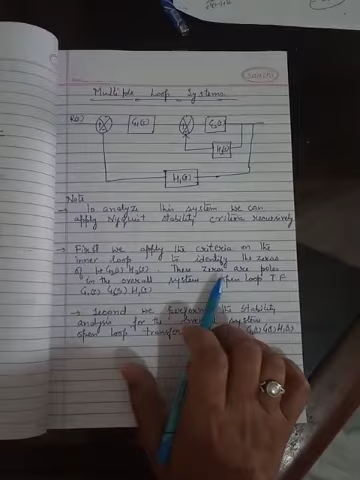 Sakshi
Multiple Loop Systems
R(s)
G1(s)
G2(s)
H2(s)
H1(s)
Note
→ To analyze this system we can
apply Nyquist stability criteria recursively
→ First we apply the criteria on the
inner loop to identify the zeros
of 1+G2(s) H2(s). These zeros are poles
in the overall system open loop T F
G1(s) G2(s) H1(s)
→ Second we perform the stability
analysis for the overall system
open loop transfer G1(s) G2(s) H1(s)